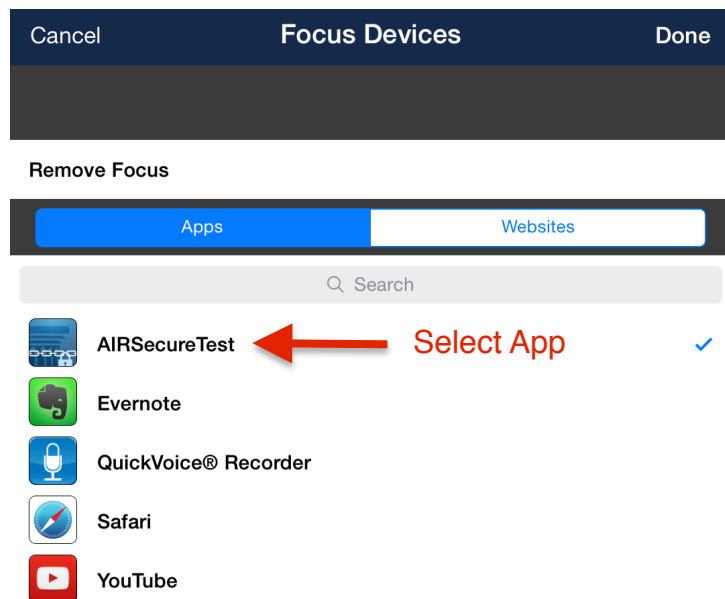 Cancel Focus Devices Done
Remove Focus
Apps Websites
Search
AIRSecureTest Select App
Evernote
QuickVoice® Recorder
Safari
YouTube